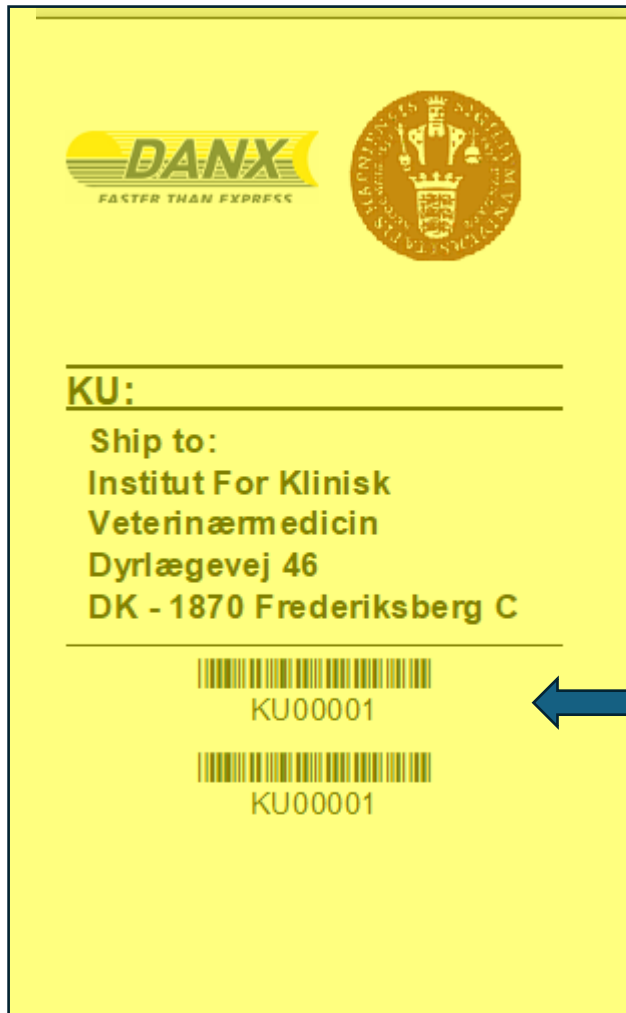 DANX
FASTER THAN EXPRESS
KU:
Ship to:
Institut For Klinisk
Veterinærmedicin
Dyrlægevej 46
DK - 1870 Frederiksberg C
KU00001
KU00001